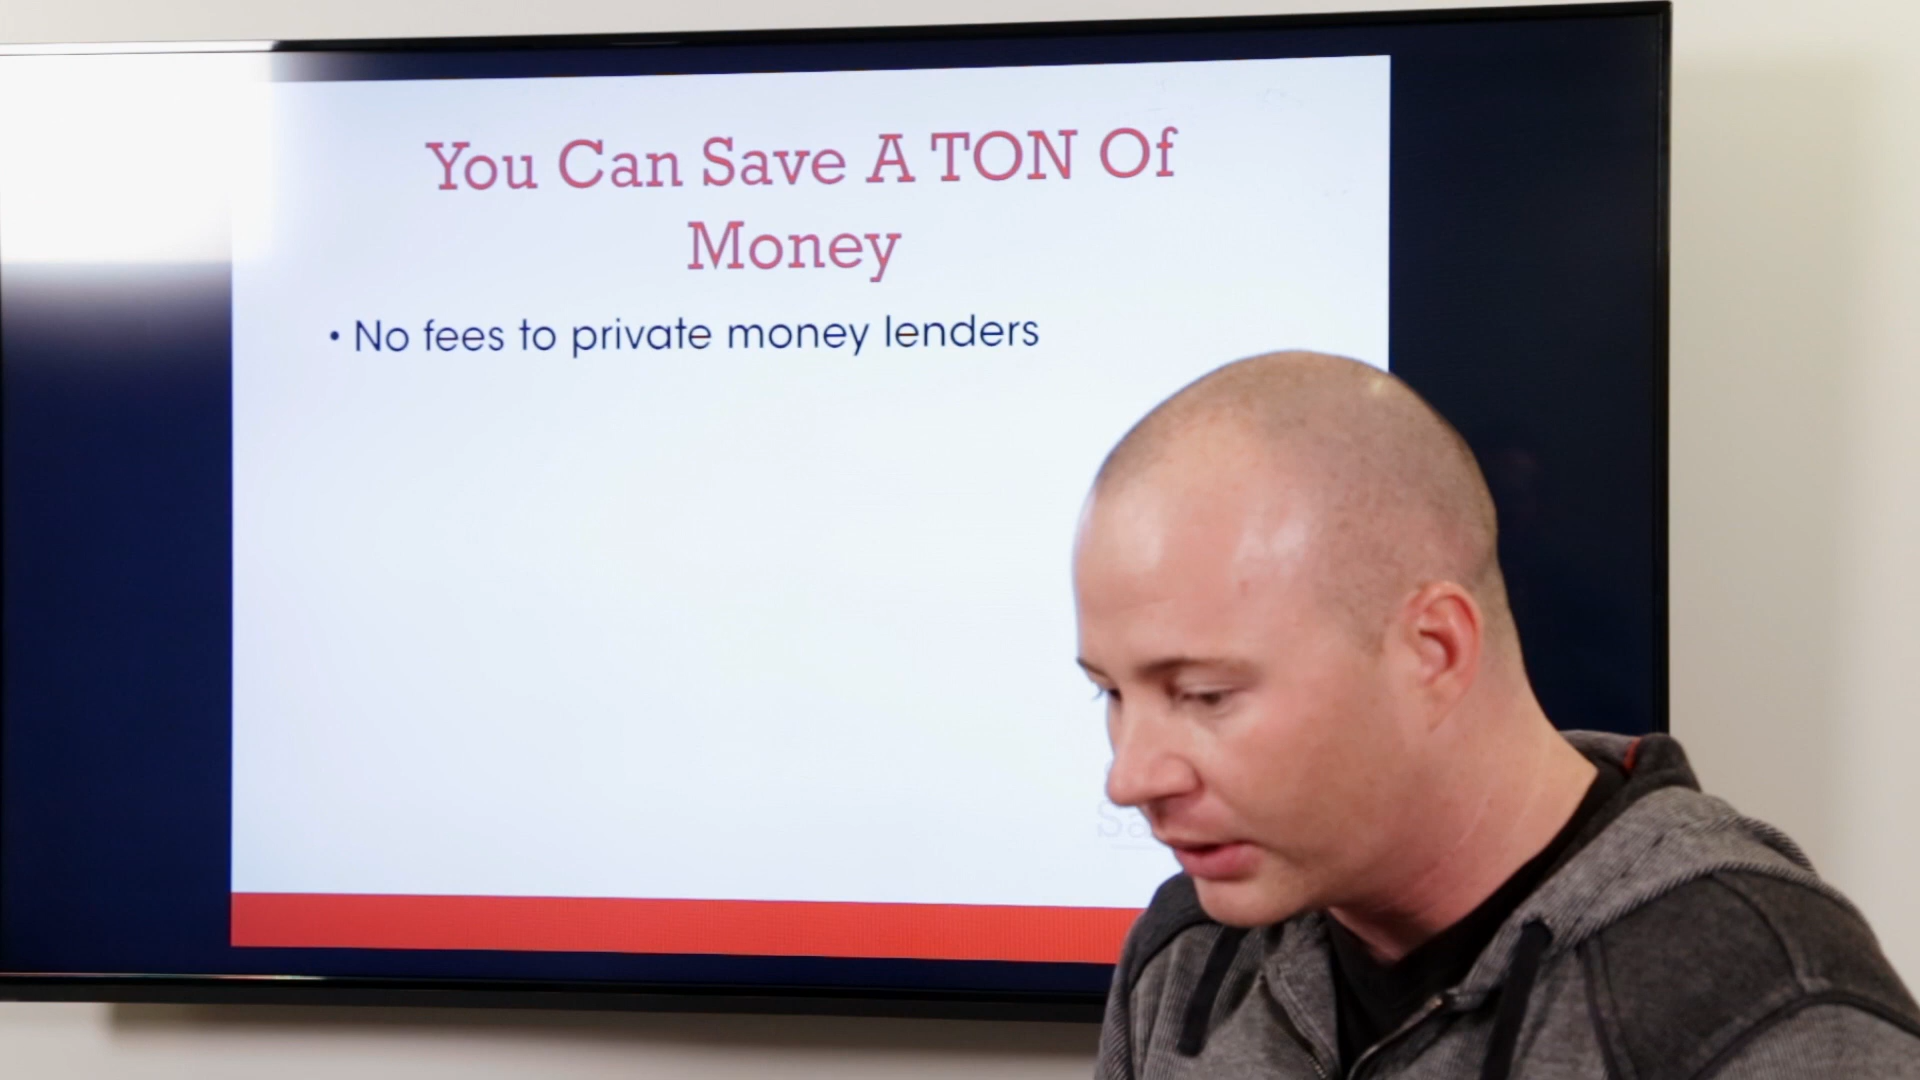 You Can Save A TON Of
Money
• No fees to private money lenders